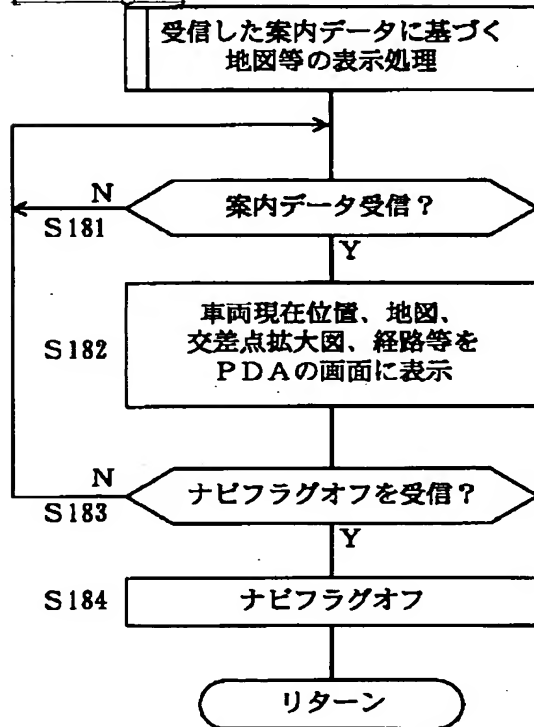 受信した案内データに基づく
地図等の表示処理
N
案内データ受信？
S181
Y
車両現在位置、地図、
S182
交差点拡大図、経路等を
PDAの画面に表示
N
ナビフラグオフを受信？
S183
Y
S184
ナビフラグオフ
リターン